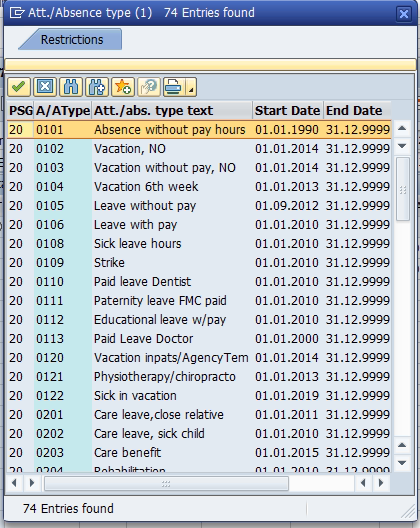 Att./Absence type (1) 74 Entries found
Restrictions
PSG A/AType Att./abs. type text Start Date End Date
20 0101 Absence without pay hours 01.01.1990 31.12.9999
20 0102 Vacation, NO 01.01.2014 31.12.9999
20 0103 Vacation without pay, NO 01.01.2014 31.12.9999
20 0104 Vacation 6th week 01.01.2013 31.12.9999
20 0105 Leave without pay 01.09.2012 31.12.9999
20 0106 Leave with pay 01.01.2010 31.12.9999
20 0108 Sick leave hours 01.01.2010 31.12.9999
20 0109 Strike 01.01.2010 31.12.9999
20 0110 Paid leave Dentist 01.01.2010 31.12.9999
20 0111 Paternity leave FMC paid 01.01.2010 31.12.9999
20 0112 Educational leave w/pay 01.01.2010 31.12.9999
20 0113 Paid Leave Doctor 01.01.2000 31.12.9999
20 0120 Vacation inpats/AgencyTem 01.01.2014 31.12.9999
20 0121 Physiotherapy/chiropracto 01.01.2013 31.12.9999
20 0122 Sick in vacation 01.01.2019 31.12.9999
20 0201 Care leave,close relative 01.01.2011 31.12.9999
20 0202 Care leave, sick child 01.01.2010 31.12.9999
20 0203 Care benefit 01.01.2015 31.12.9999
20 0204 Rehabilitation 01.01.2010 31.12.9999
74 Entries found